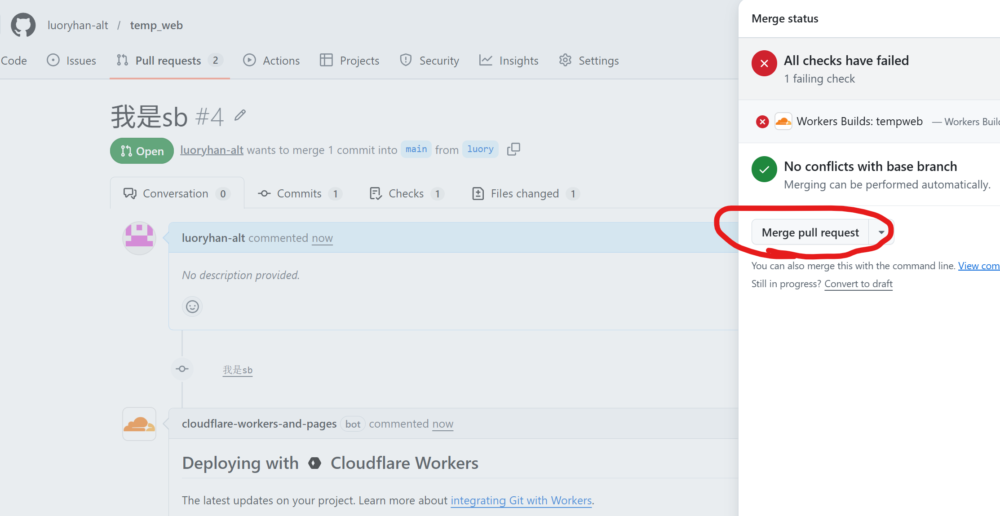 luoryhan-alt / temp_web
Code Issues Pull requests 2 Actions Projects Security Insights Settings
我是sb #4
Open luoryhan-alt wants to merge 1 commit into main from luory
Conversation 0 Commits 1 Checks 1 Files changed 1
luoryhan-alt commented now
No description provided.
我是sb
cloudflare-workers-and-pages bot commented now
Deploying with Cloudflare Workers
The latest updates on your project. Learn more about integrating Git with Workers.
Merge status
All checks have failed
1 failing check
Workers Builds: tempweb — Workers Buil
No conflicts with base branch
Merging can be performed automatically.
Merge pull request
You can also merge this with the command line. View com
Still in progress? Convert to draft